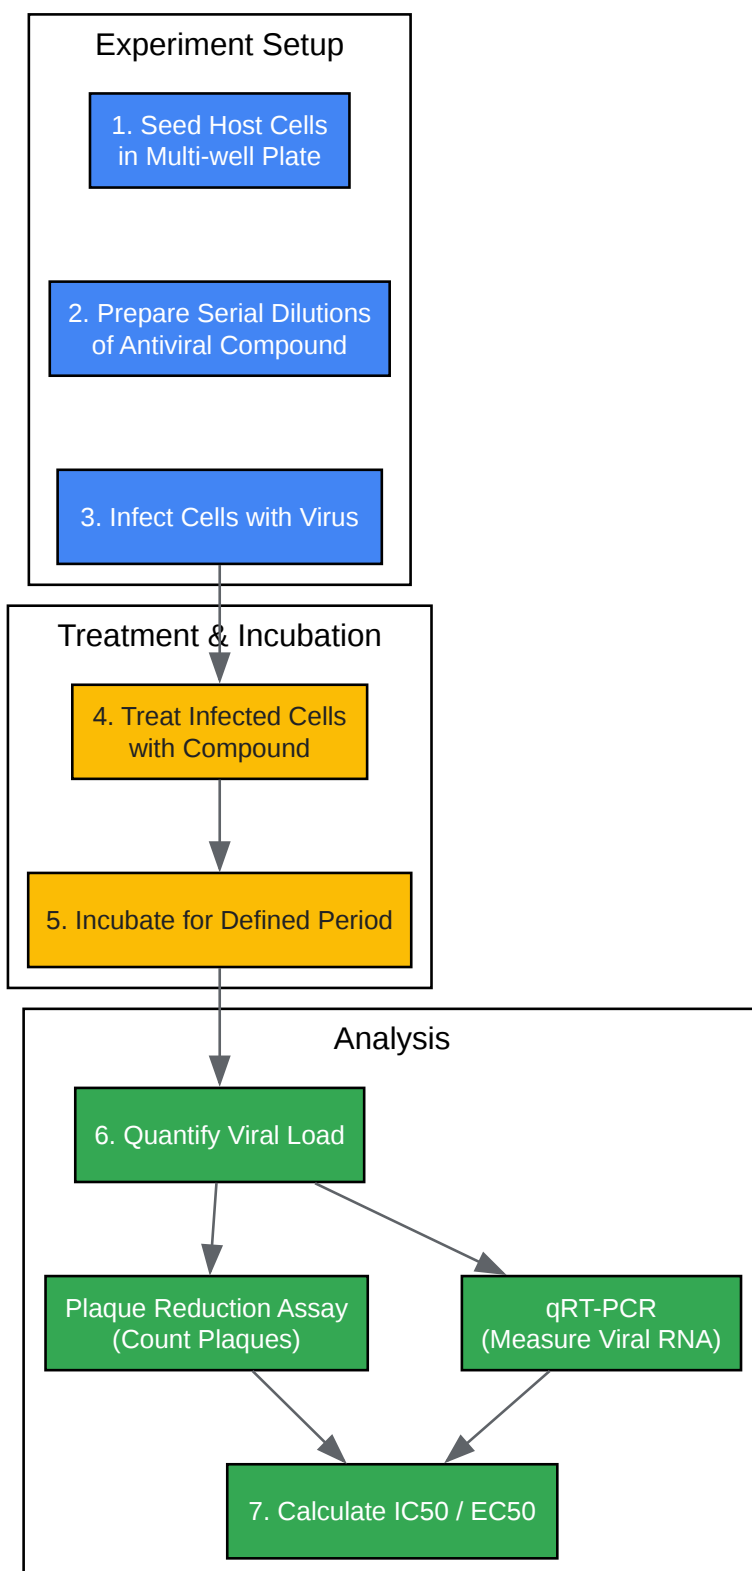 Experiment Setup
1. Seed Host Cells
in Multi-well Plate
2. Prepare Serial Dilutions
of Antiviral Compound
3. Infect Cells with Virus
Treatment & Incubation
4. Treat Infected Cells
with Compound
5. Incubate for Defined Period
Analysis
6. Quantify Viral Load
Plaque Reduction Assay
(Count Plaques)
qRT-PCR
(Measure Viral RNA)
7. Calculate IC50 / EC50